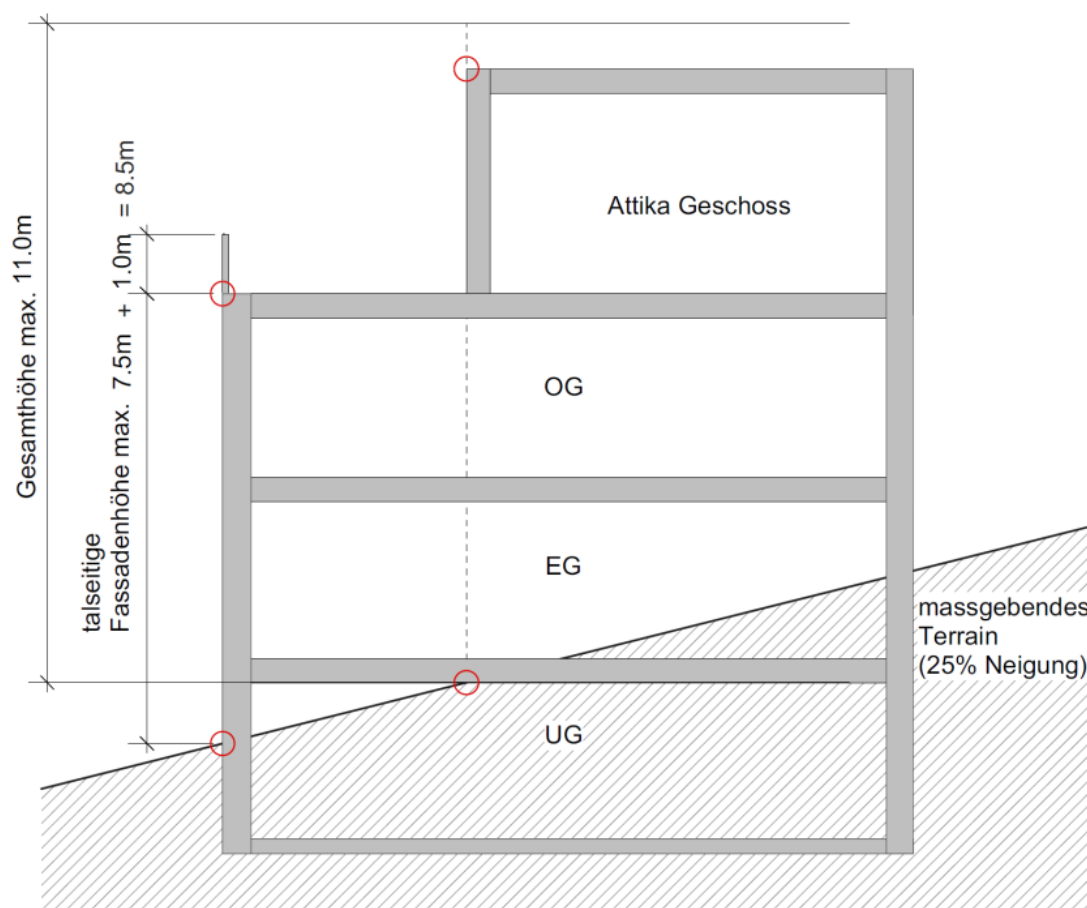 Gesamthöhe max. 11.0m
talseitige
Fassadenhöhe max. 7.5m + 1.0m = 8.5m
Attika Geschoss
OG
EG
massgebendes
Terrain
(25% Neigung)
UG